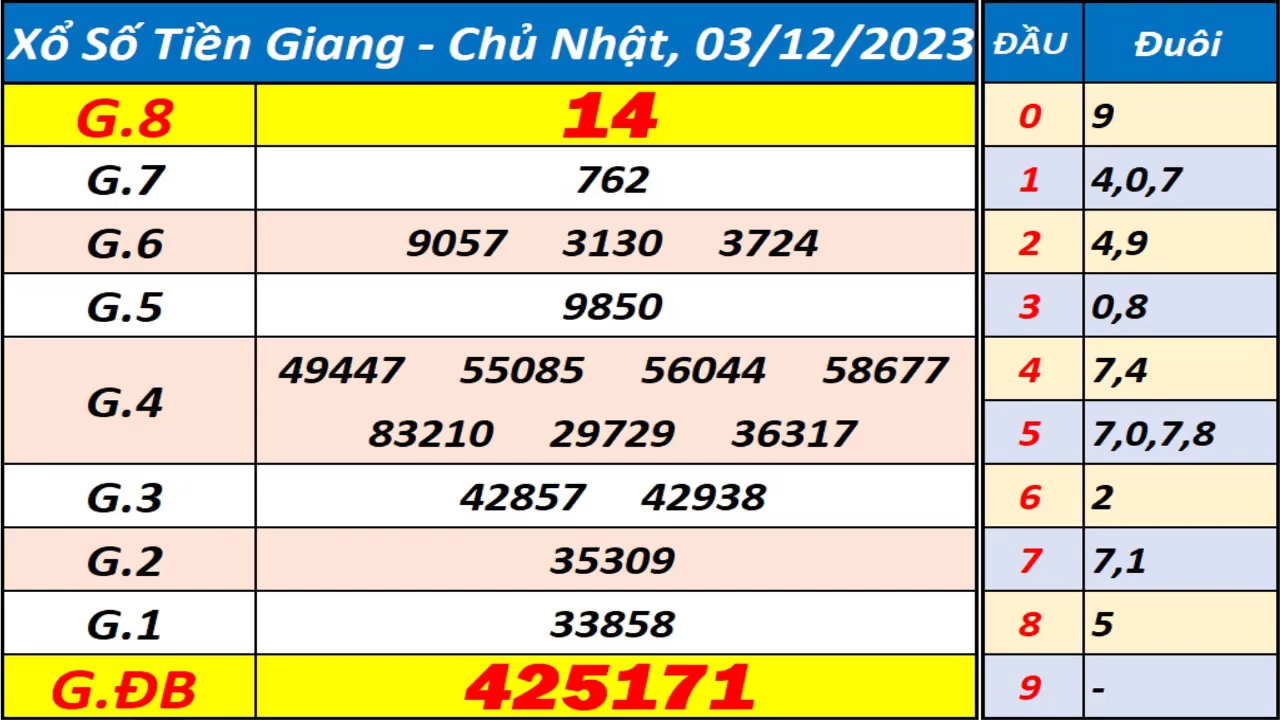 Xổ Số Tiền Giang - Chủ Nhật, 03/12/2023 ĐẦU Đuôi
G.8 14 0 9
G.7 762 1 4,0,7
G.6 9057 3130 3724 2 4,9
G.5 9850 3 0,8
G.4 49447 55085 56044 58677 4 7,4
83210 29729 36317 5 7,0,7,8
G.3 42857 42938 6 2
G.2 35309 7 7,1
G.1 33858 8 5
G.ĐB 425171 9 -